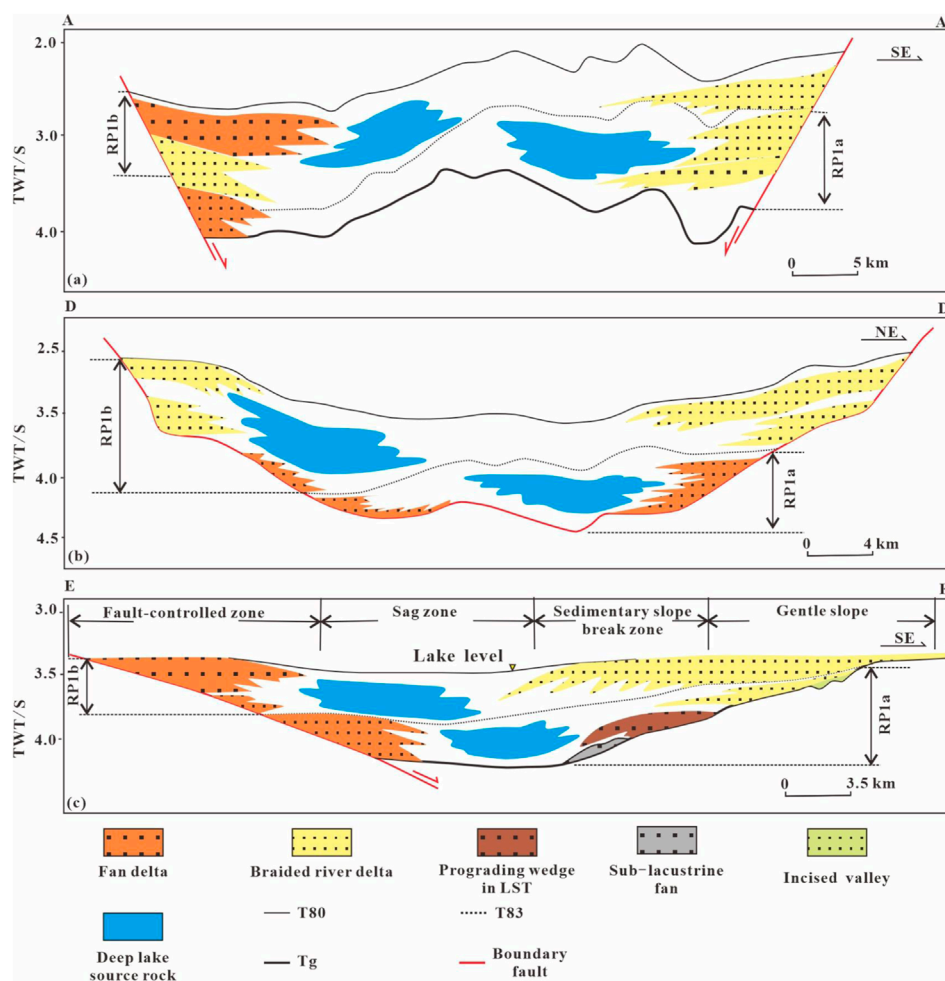 A A
2.0
SE
RP1b
3.0
TWT/S
RP1a
4.0
(a)
0 5 km
D D
2.5
NE
RP1b
3.5
TWT/S
4.0
RP1a
4.5
(b)
0 4 km
E E
3.0
Fault-controlled zone Sag zone Sedimentary slope break zone Gentle slope
SE
Lake level
3.5
RP1b
TWT/S
RP1a
4.0
(c)
0 3.5 km
Fan delta
Braided river delta
Prograding wedge
in LST
Sub-lacustrine
fan
Incised valley
Deep lake
source rock
T80
T83
Tg
Boundary
fault